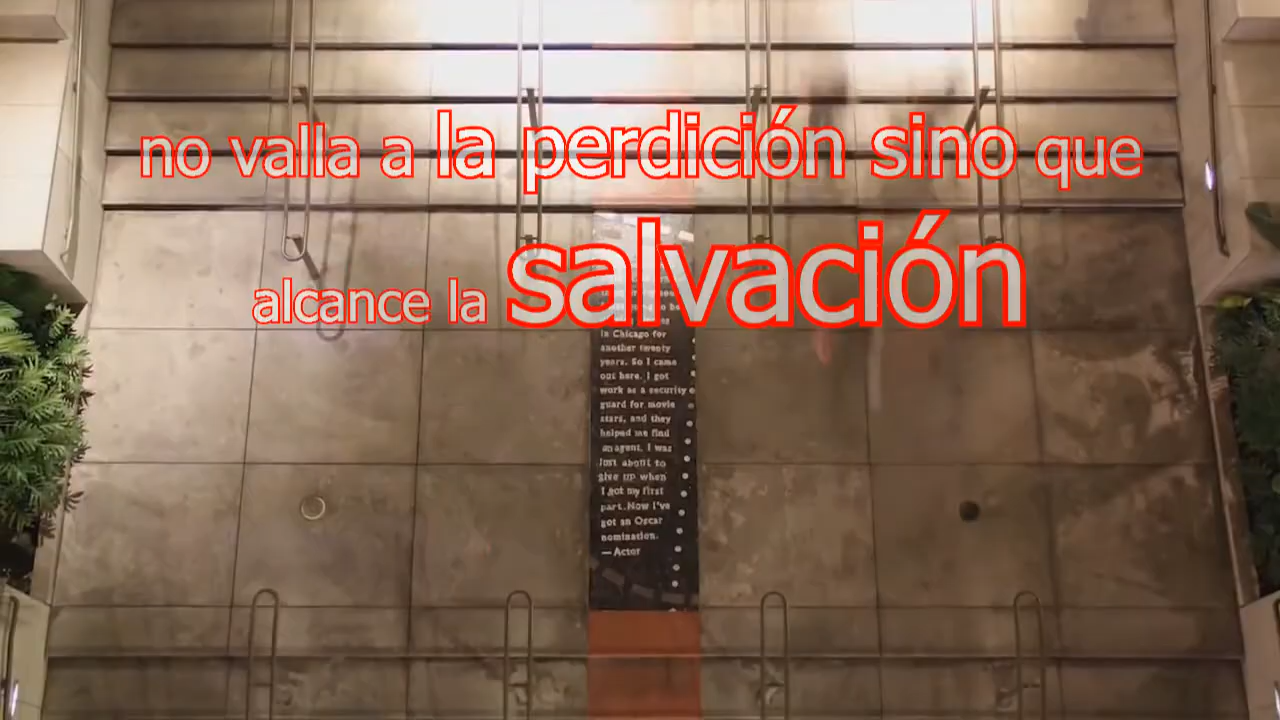 no valla a la perdición sino que
alcance la salvación
in Chicago for
another twenty
years. So I came
out here. I got
work as a security
guard for movie
stars, and they
helped me find
an agent. I was
just about to
give up when
I got my first
part. Now I've
got an Oscar
nomination.
— Actor